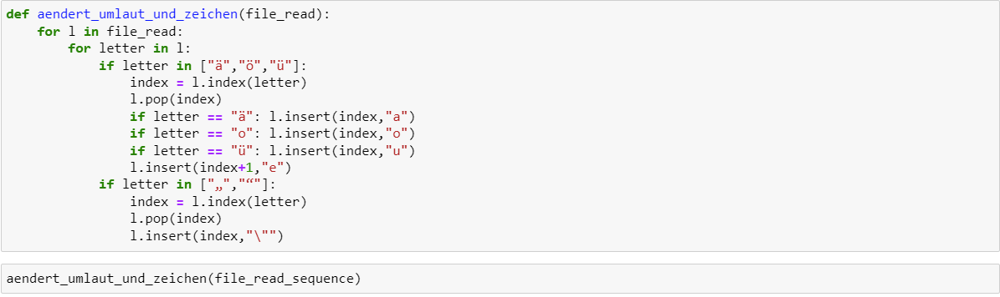 def aendert_umlaut_und_zeichen(file_read):
    for l in file_read:
        for letter in l:
            if letter in ["ä","ö","ü"]:
                index = l.index(letter)
                l.pop(index)
                if letter == "ä": l.insert(index,"a")
                if letter == "o": l.insert(index,"o")
                if letter == "ü": l.insert(index,"u")
                l.insert(index+1,"e")
            if letter in ["„","“"]:
                index = l.index(letter)
                l.pop(index)
                l.insert(index,"\"")
aendert_umlaut_und_zeichen(file_read_sequence)